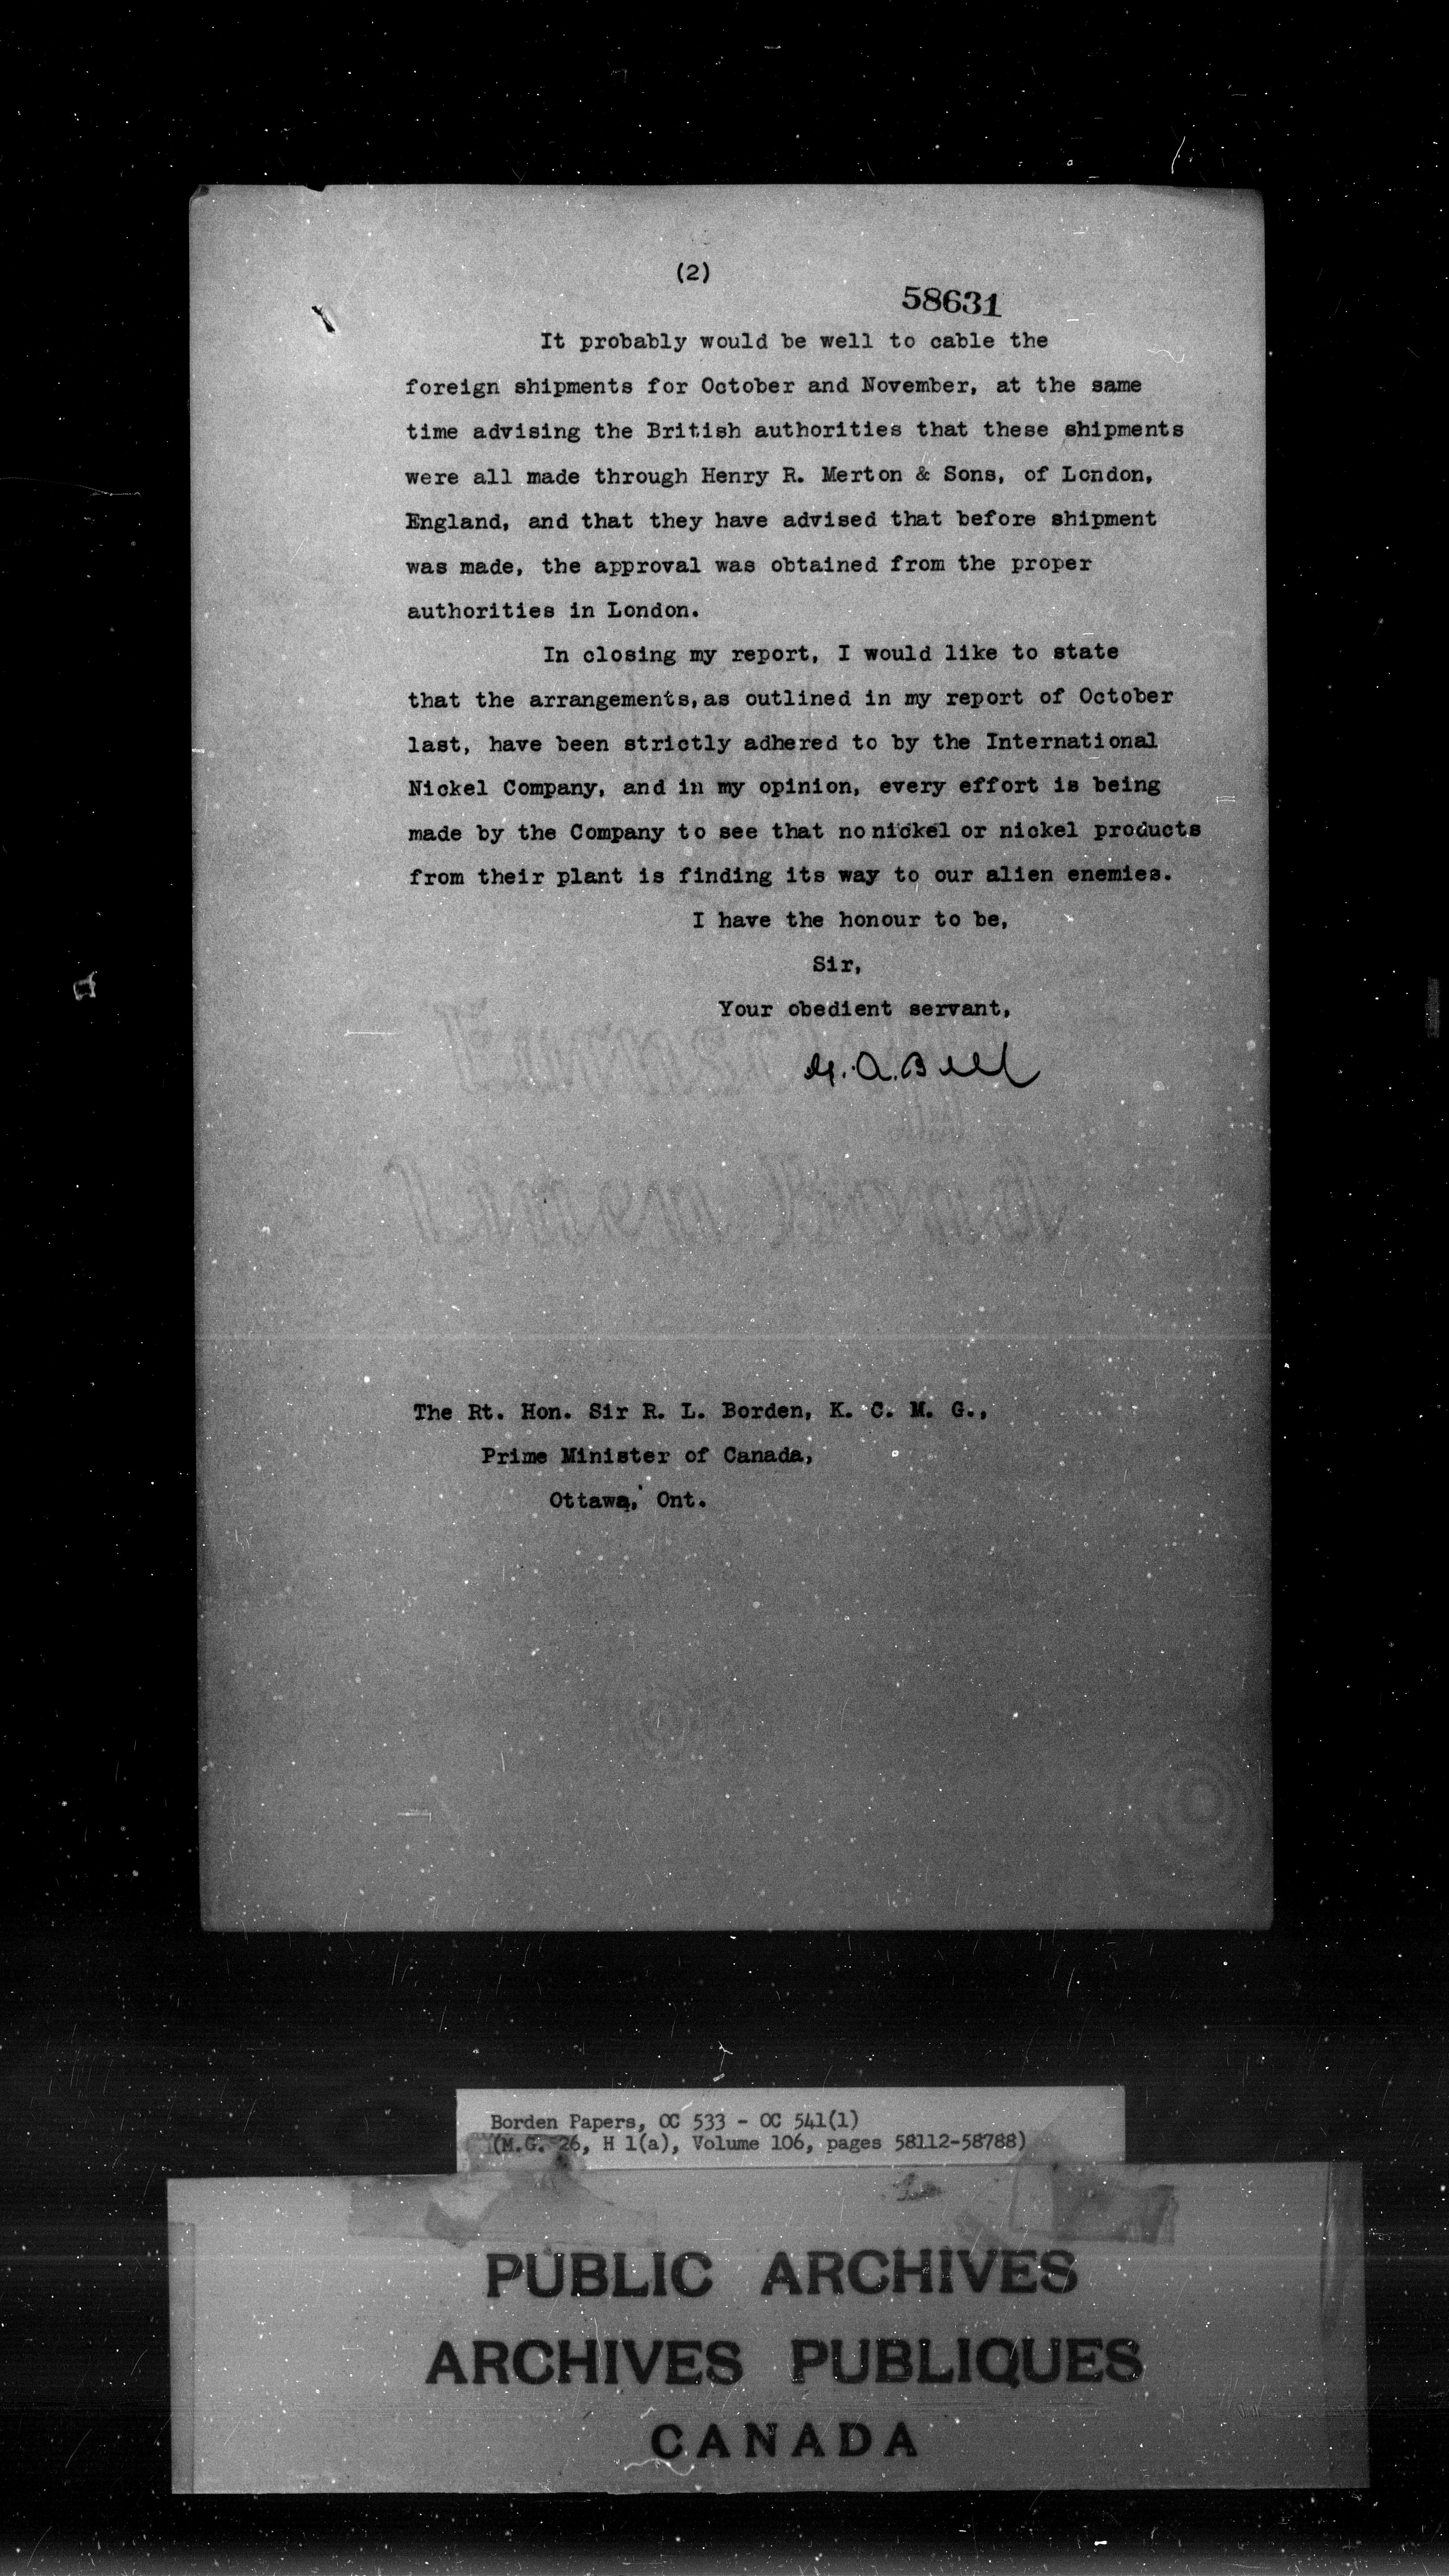 (2)
58631
It probably would be well to cable the
foreign shipments for October and November, at the same
time advising the British authorities that these shipments
were all made through Henry R. Merton & Sons, of London,
England, and that they have advised that before shipment
was made, the approval was obtained from the proper
authorities in London.
In closing my report, I would like to state
that the arrangements, as outlined in my report of October
last, have been strictly adhered to by the International
Nickel Company, and in my opinion, every effort is being
made by the Company to see that no nickel or nickel products
from their plant is finding its way to our alien enemies.
I have the honour to be,
Sir,
Your obedient servant,
A. Bell
The Rt. Hon. Sir R. L. Borden, K. C. M. G.,
Prime Minister of Canada,
Ottawa, Ont.
Borden Papers, OC 533 - OC 541(1)
(M.G. 26, H 1(a), Volume 106, pages 58112-58788)
PUBLIC ARCHIVES
ARCHIVES PUBLIQUES
CANADA